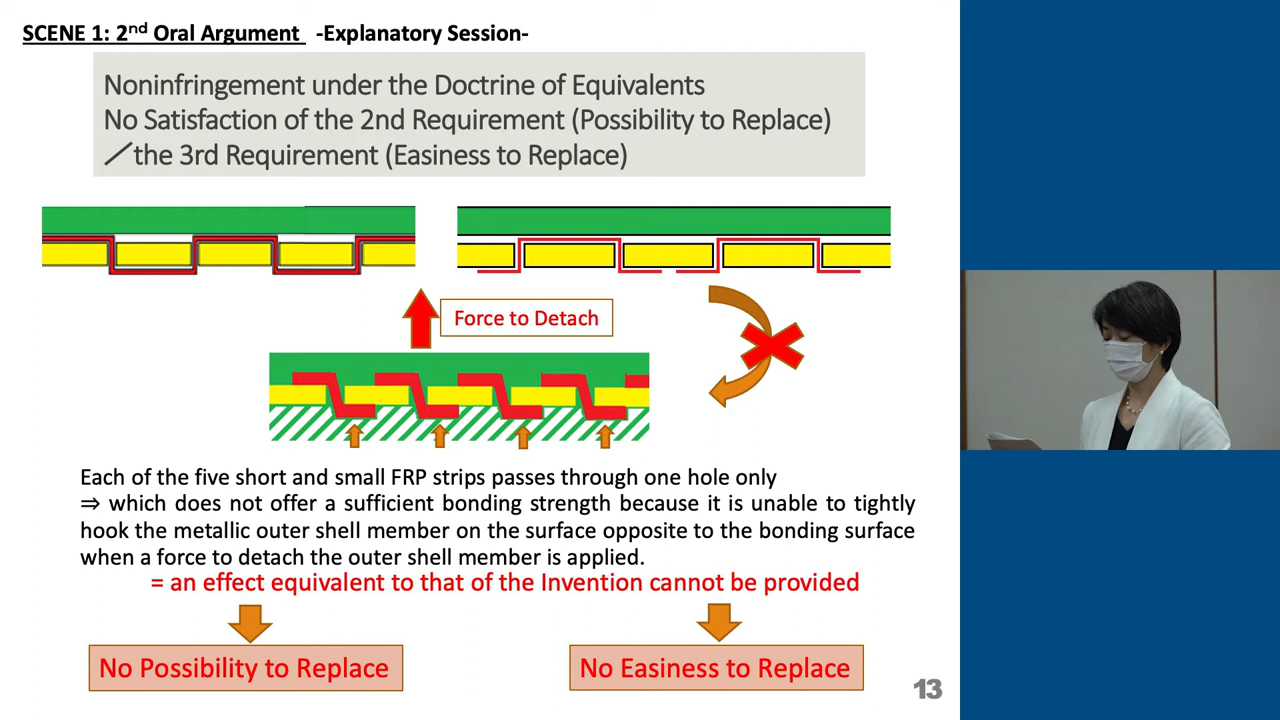 SCENE 1: 2nd Oral Argument -Explanatory Session-
Noninfringement under the Doctrine of Equivalents
No Satisfaction of the 2nd Requirement (Possibility to Replace)
／the 3rd Requirement (Easiness to Replace)
Force to Detach
Each of the five short and small FRP strips passes through one hole only
⇒ which does not offer a sufficient bonding strength because it is unable to tightly
hook the metallic outer shell member on the surface opposite to the bonding surface
when a force to detach the outer shell member is applied.
= an effect equivalent to that of the Invention cannot be provided
No Possibility to Replace
No Easiness to Replace
13